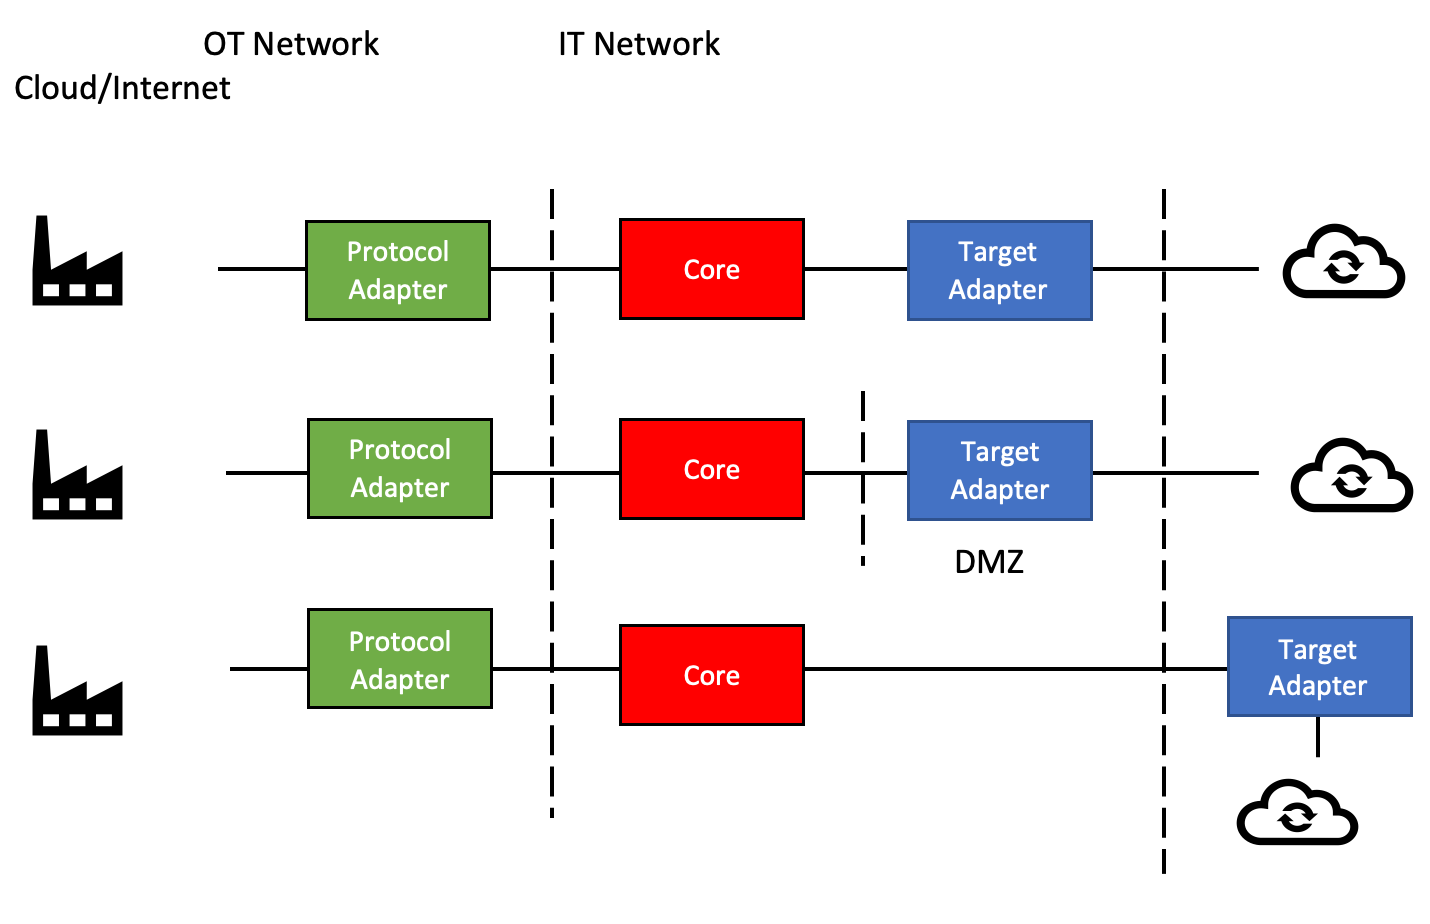 OT Network
IT Network
Cloud/Internet
Protocol
Adapter
Core
Target
Adapter
Protocol
Adapter
Core
Target
Adapter
DMZ
Protocol
Adapter
Core
Target
Adapter